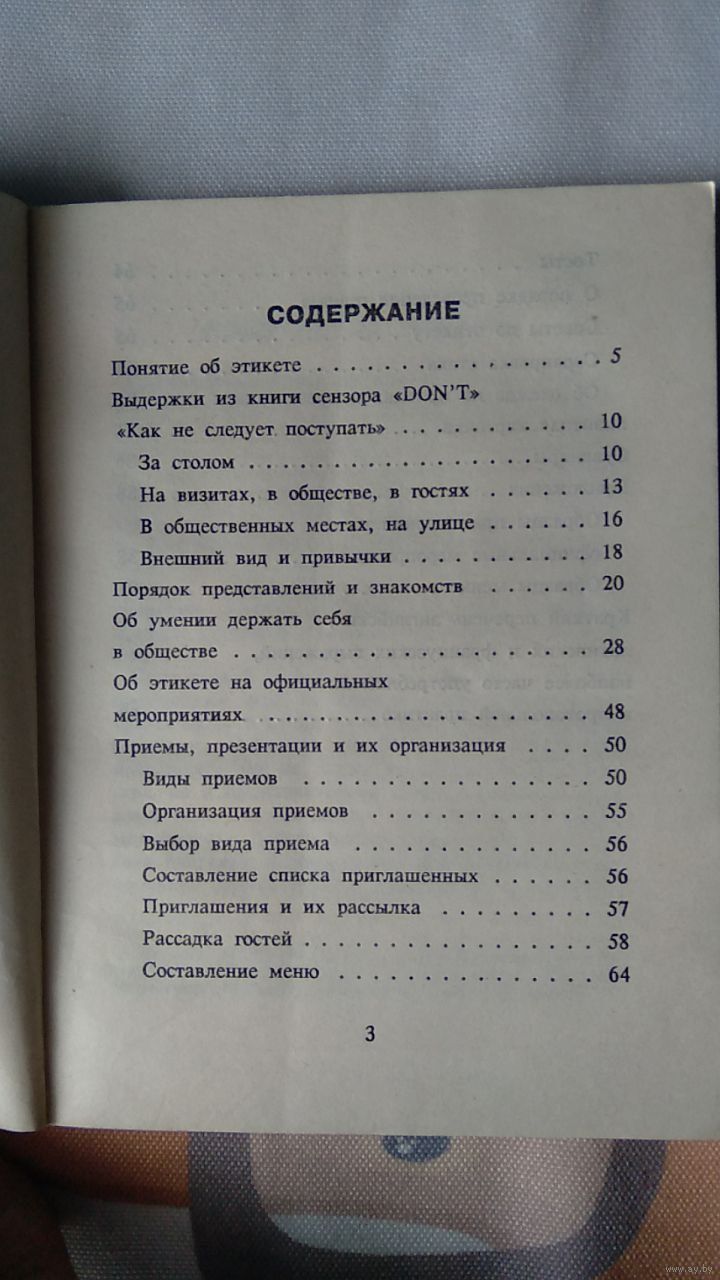 СОДЕРЖАНИЕ
Понятие об этикете . . . . . . . . . . . . . . . . . 5
Выдержки из книги сензора «DON'T»
«Как не следует поступать» . . . . . . . . . . . 10
За столом . . . . . . . . . . . . . . . . . . . . 10
На визитах, в обществе, в гостях . . . . . . 13
В общественных местах, на улице . . . . . . 16
Внешний вид и привычки . . . . . . . . . . . 18
Порядок представлений и знакомств . . . . . . 20
Об умении держать себя
в обществе . . . . . . . . . . . . . . . . . . . . 28
Об этикете на официальных
мероприятиях . . . . . . . . . . . . . . . . . . . 48
Приемы, презентации и их организация . . . . 50
Виды приемов . . . . . . . . . . . . . . . . . 50
Организация приемов . . . . . . . . . . . . . 55
Выбор вида приема . . . . . . . . . . . . . . 56
Составление списка приглашенных . . . . . . 56
Приглашения и их рассылка . . . . . . . . . 57
Рассадка гостей . . . . . . . . . . . . . . . . . 58
Составление меню . . . . . . . . . . . . . . . 64
3
www.ay.by